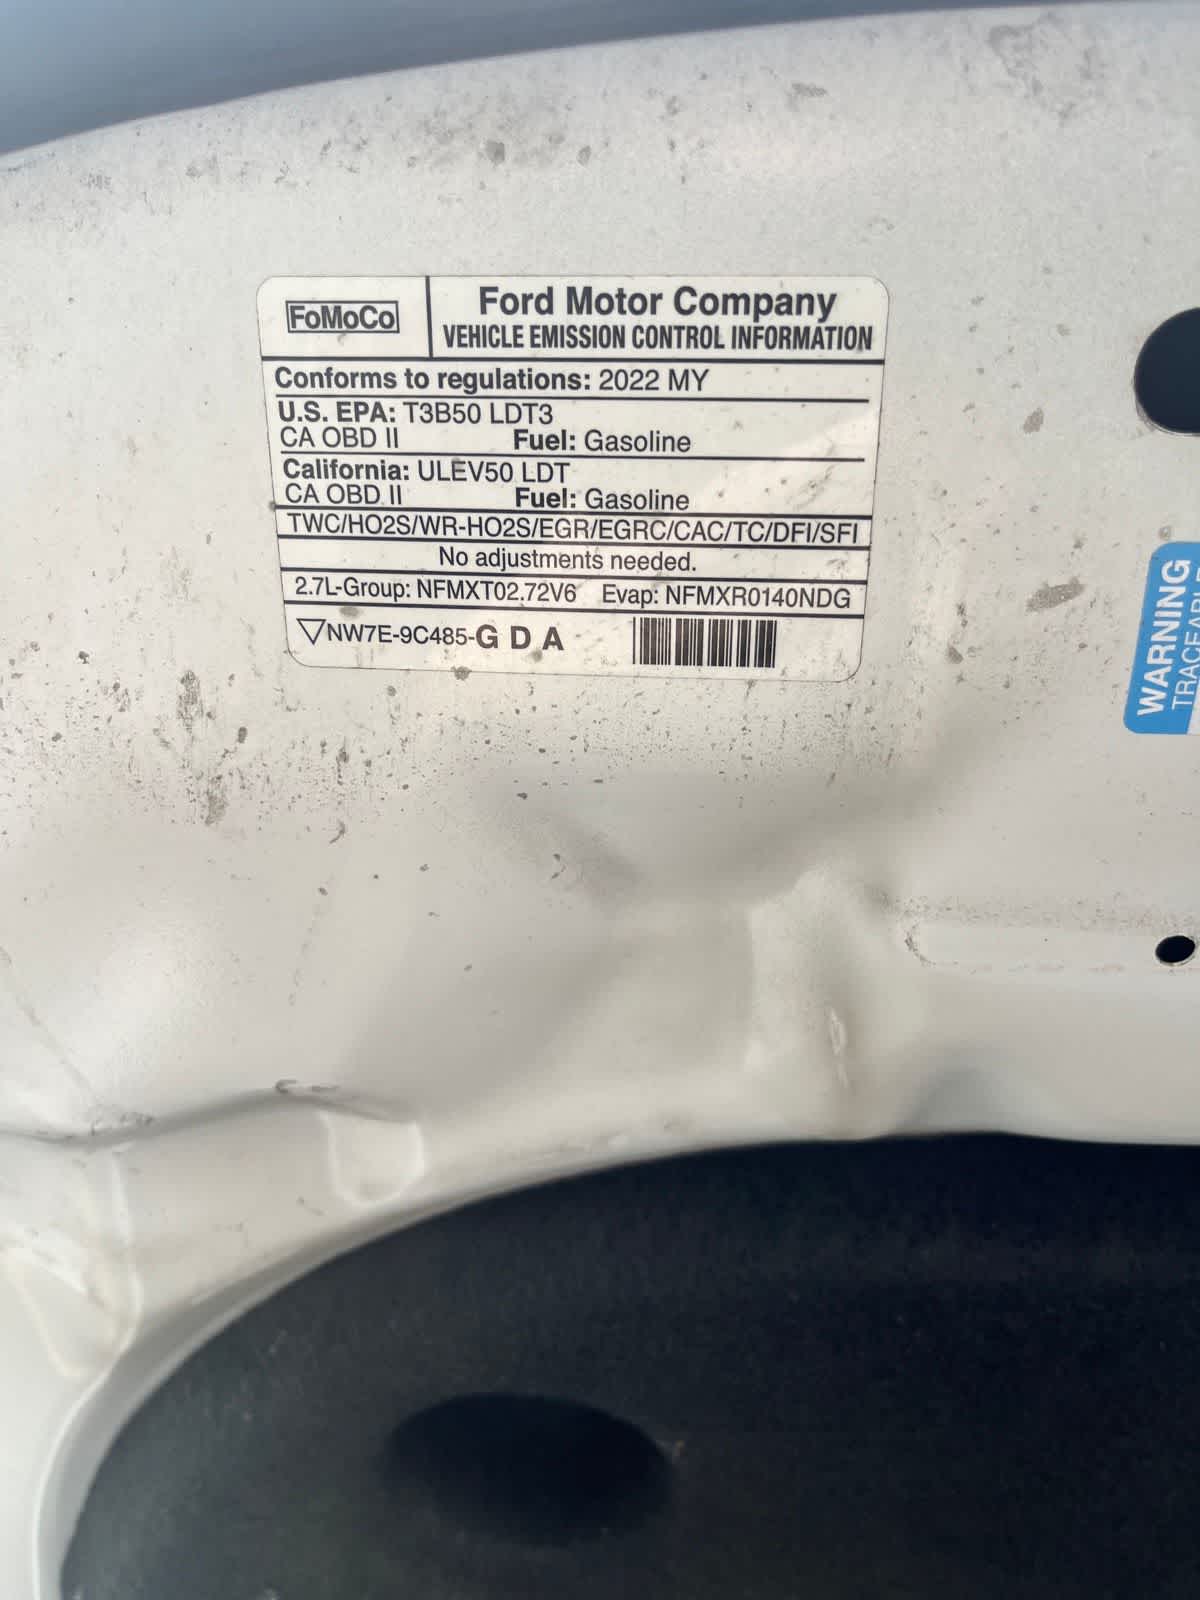 FoMoCo
Ford Motor Company
VEHICLE EMISSION CONTROL INFORMATION
Conforms to regulations: 2022 MY
U.S. EPA: T3B50 LDT3
CA OBD II Fuel: Gasoline
California: ULEV50 LDT
CA OBD II Fuel: Gasoline
TWC/HO2S/WR-HO2S/EGR/EGRC/CAC/TC/DFI/SFI
No adjustments needed.
2.7L-Group: NFMXT02.72V6 Evap: NFMXR0140NDG
▽NW7E-9C485-G D A
WARNING